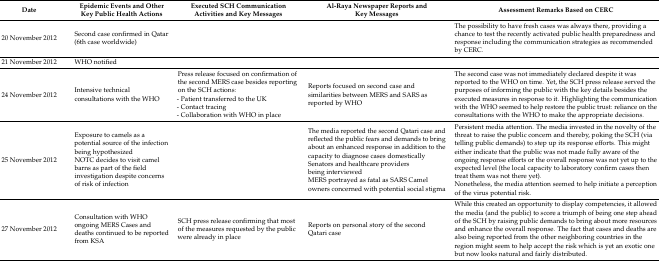 Date
Epidemic Events and Other
Key Public Health Actions
Executed SCH Communication
Activities and Key Messages
Al-Raya Newspaper Reports and
Key Messages
Assessment Remarks Based on CERC
20 November 2012
Second case confirmed in Qatar
(6th case worldwide)
The possibility to have fresh cases was always there, providing a
chance to test the recently activated public health preparedness and
response including the communication strategies as recommended
by CERC.
21 November 2012
WHO notified
24 November 2012
Intensive technical
consultations with the WHO
Press release focused on confirmation of
the second MERS case besides reporting
on the SCH actions:
- Patient transferred to the UK
- Contact tracing
- Collaboration with WHO in place
Reports focused on second case and
similarities between MERS and SARS as
reported by WHO
The second case was not immediately declared despite it was
reported to the WHO on time. Yet, the SCH press release served the
purposes of informing the public with the key details besides the
executed measures in response to it. Highlighting the communication
with the WHO seemed to help restore the public trust: reliance on the
consultations with the WHO to make the appropriate decisions.
25 November 2012
Exposure to camels as a
potential source of the infection
being hypothesized
NOTC decides to visit camel
barns as part of the field
investigation despite concerns
of risk of infection
The media reported the second Qatari case and
reflected the public fears and demands to bring
about an enhanced response in addition to the
capacity to diagnose cases domestically
Senators and healthcare providers
being interviewed
MERS portrayed as fatal as SARS Camel
owners concerned with potential social stigma
Persistent media attention. The media invested in the novelty of the
threat to raise the public concern and thereby, poking the SCH (via
telling public demands) to step up its response efforts. This might
either indicate that the public was not made fully aware of the
ongoing response efforts or the overall response was not yet up to the
expected level (the local capacity to laboratory confirm cases then
treat them was not there yet).
Nonetheless, the media attention seemed to help initiate a perception
of the virus potential risk.
27 November 2012
Consultation with WHO
ongoing MERS Cases and
deaths continued to be reported
from KSA
SCH press release confirming that most
of the measures requested by the public
were already in place
Reports on personal story of the second
Qatari case
While this created an opportunity to display competencies, it allowed
the media (and the public) to score a triumph of being one step ahead
of the SCH by raising public demands to bring about more resources
and enhance the overall response. The fact that cases and deaths are
also being reported from the other neighboring countries in the
region might seem to help accept the risk which is yet an exotic one
but now looks natural and fairly distributed.